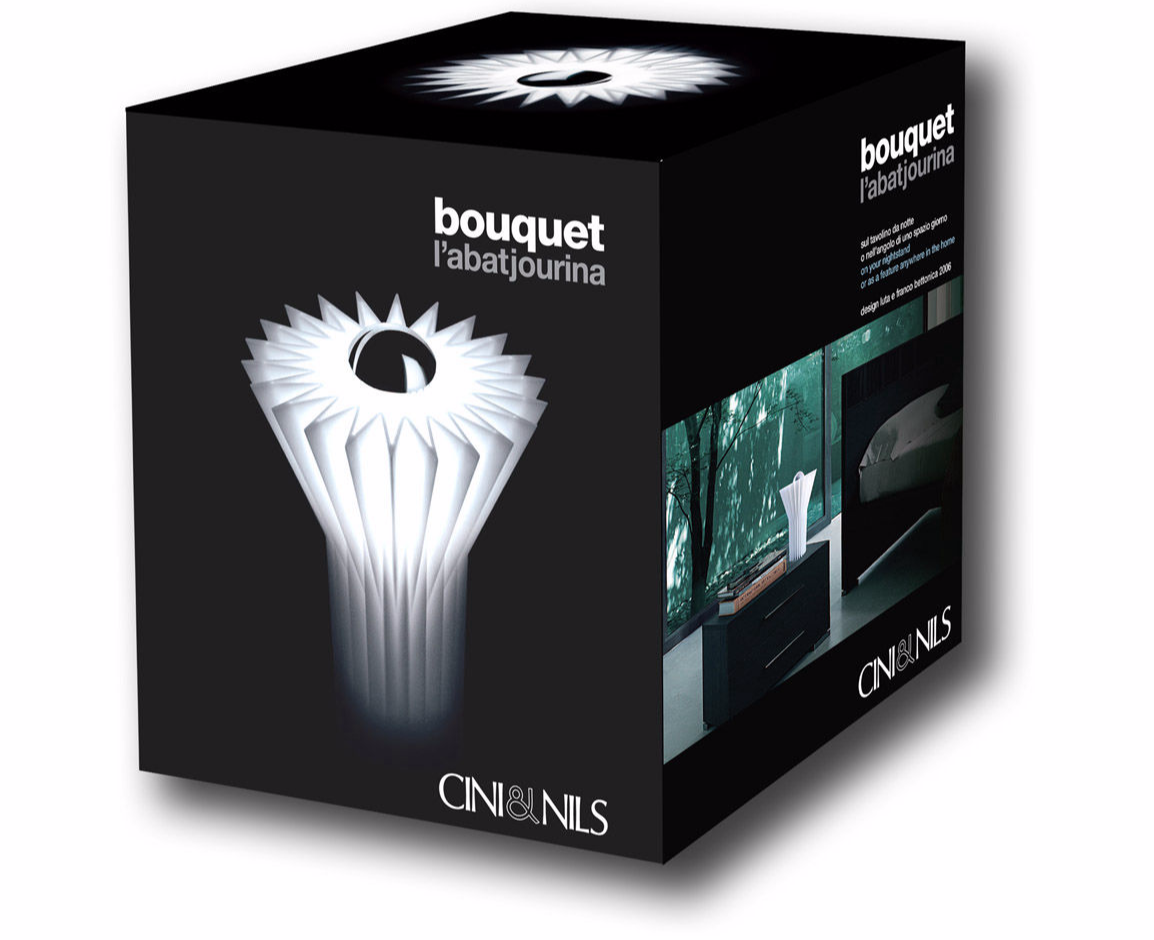 bouquet
l'abatjourina
CINI&NILS
bouquet
l'abatjourina
sul tavolino da notte
o nell'angolo di uno spazio giorno
on your nightstand
or as a feature anywhere in the home
design luta e franco bettonica 2006
CINI&NILS